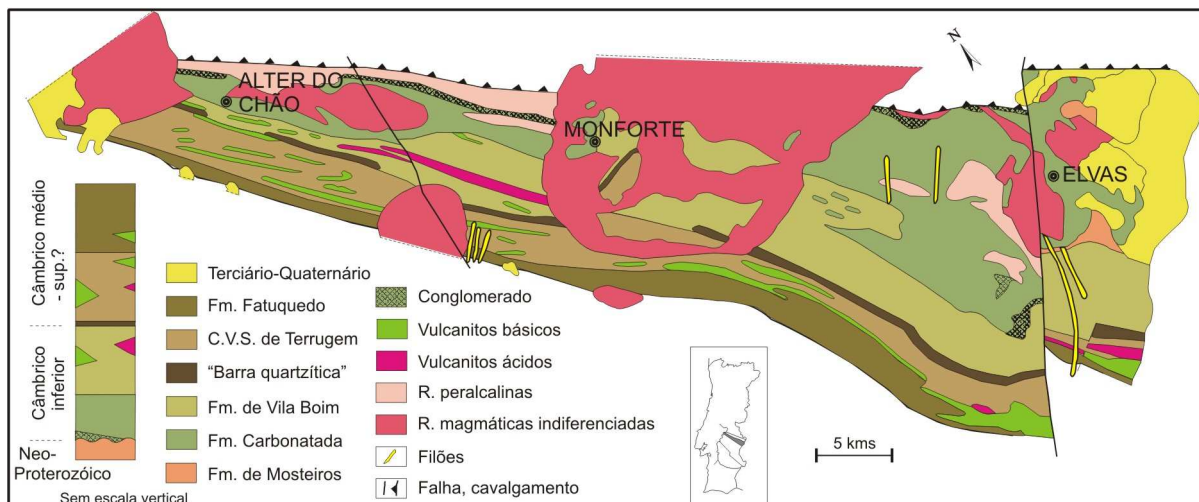 N
ALTER DO
CHÃO
MONFORTE
ELVAS
Câmbrico médio
- sup.?
Câmbrico
inferior
Neo-
Proterozóico
Sem escala vertical
Terciário-Quaternário
Fm. Fatuquedo
C.V.S. de Terrugem
“Barra quartzítica”
Fm. de Vila Boim
Fm. Carbonatada
Fm. de Mosteiros
Conglomerado
Vulcanitos básicos
Vulcanitos ácidos
R. peralcalinas
R. magmáticas indiferenciadas
Filões
Falha, cavalgamento
5 kms